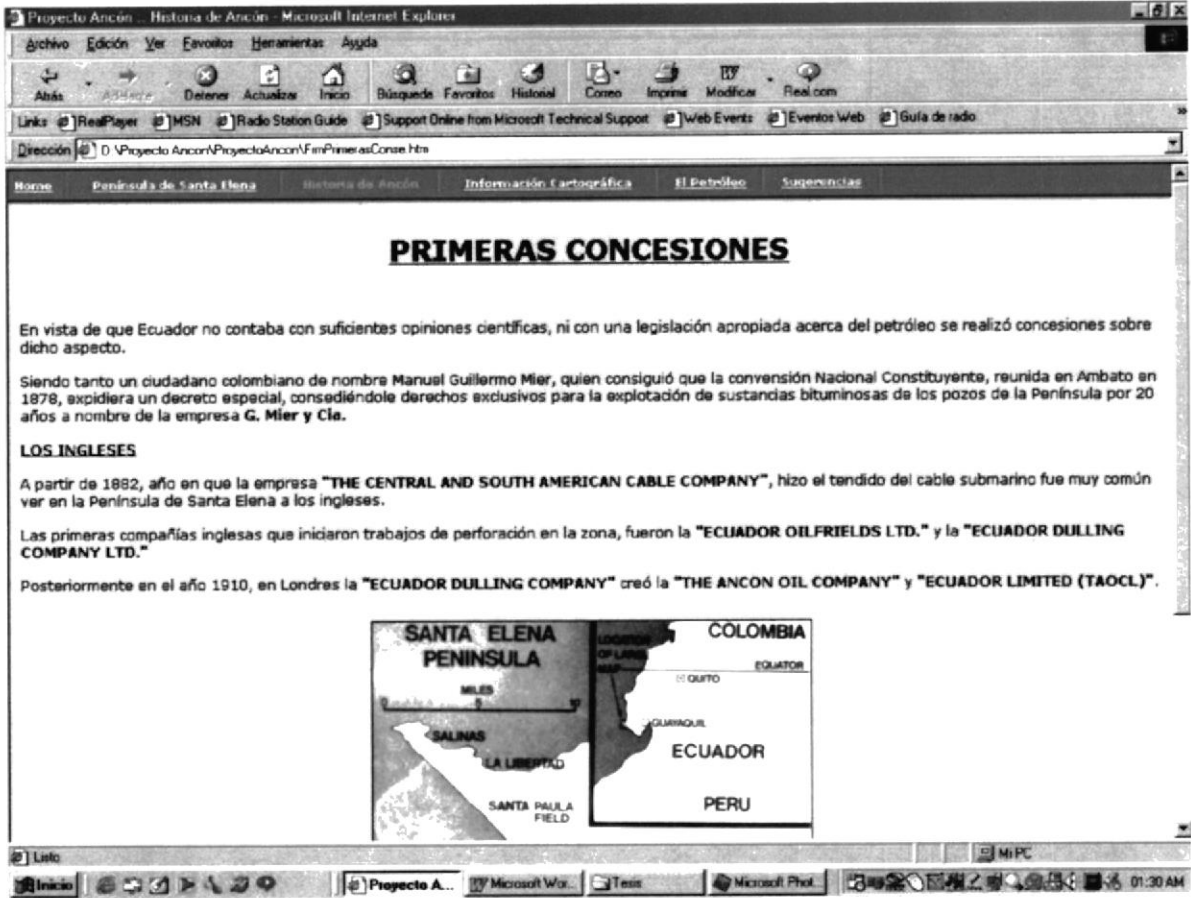 Proyecto Ancón ... Historia de Ancón - Microsoft Internet Explorer
Archivo Edición Ver Favoritos Herramientas Ayuda
Atrás Adelante Detener Actualizar Inicio Búsqueda Favoritos Historial Correo Imprimir Modificar Real.com
Links RealPlayer MSN Radio Station Guide Support Online from Microsoft Technical Support Web Events Eventos Web Guía de radio »
Dirección D:\Proyecto Ancon\ProyectoAncon\FrmPrimerasConse.htm
Home Península de Santa Elena Historia de Ancón Información Cartográfica El Petróleo Sugerencias
PRIMERAS CONCESIONES
En vista de que Ecuador no contaba con suficientes opiniones científicas, ni con una legislación apropiada acerca del petróleo se realizó concesiones sobre
dicho aspecto.
Siendo tanto un ciudadano colombiano de nombre Manuel Guillermo Mier, quien consiguió que la convensión Nacional Constituyente, reunida en Ambato en
1878, expidiera un decreto especial, consediéndole derechos exclusivos para la explotación de sustancias bituminosas de los pozos de la Península por 20
años a nombre de la empresa G. Mier y Cia.
LOS INGLESES
A partir de 1882, año en que la empresa "THE CENTRAL AND SOUTH AMERICAN CABLE COMPANY", hizo el tendido del cable submarino fue muy común
ver en la Península de Santa Elena a los ingleses.
Las primeras compañías inglesas que iniciaron trabajos de perforación en la zona, fueron la "ECUADOR OILFRIELDS LTD." y la "ECUADOR DULLING
COMPANY LTD."
Posteriormente en el año 1910, en Londres la "ECUADOR DULLING COMPANY" creó la "THE ANCON OIL COMPANY" y "ECUADOR LIMITED (TAOCL)".
SANTA ELENA
PENINSULA
MILES
0 5 10
SALINAS
LA LIBERTAD
SANTA PAULA
FIELD
LOCATION
OF LARGE
MAP
COLOMBIA
EQUATOR
QUITO
GUAYAQUIL
ECUADOR
PERU
Listo Mi PC
Inicio Proyecto A... Microsoft Wor... Tesis Microsoft Phot... 01:30 AM